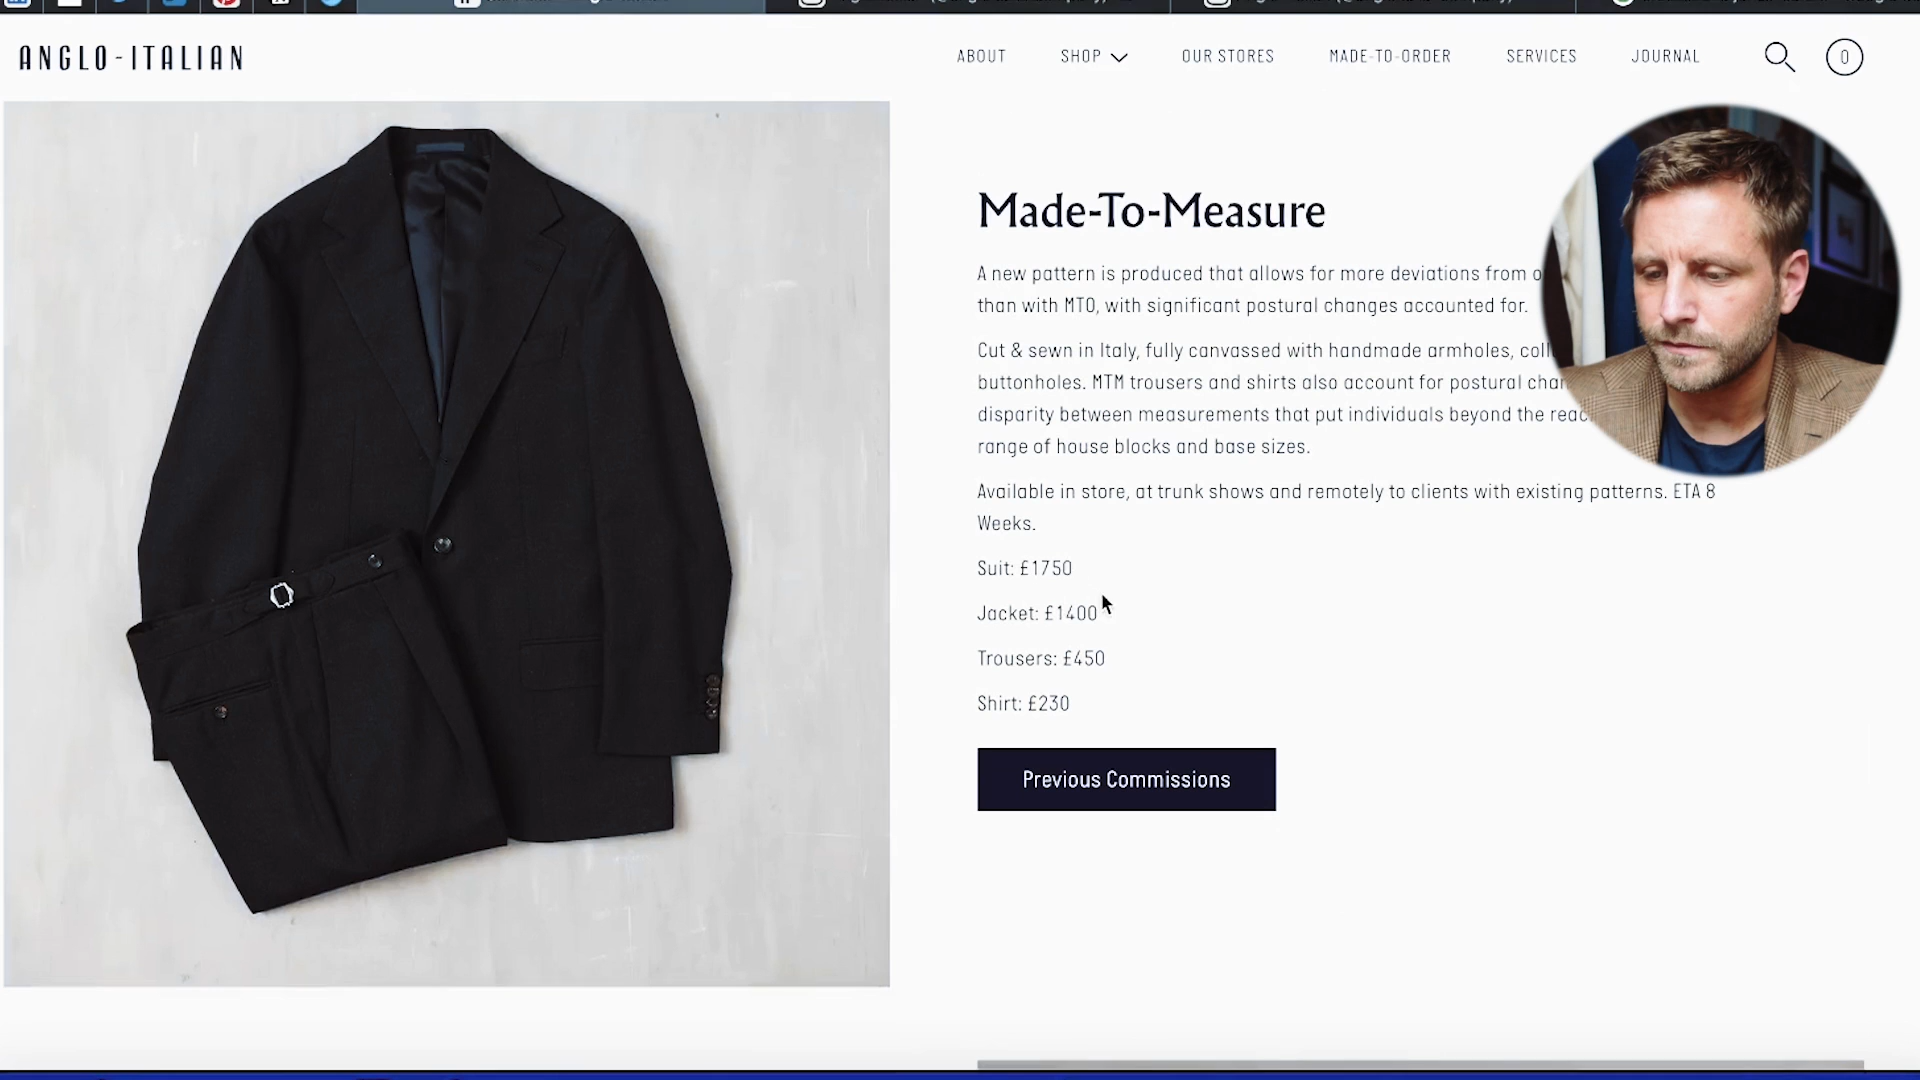 ANGLO-ITALIAN
ABOUT
SHOP
OUR STORES
MADE-TO-ORDER
SERVICES
JOURNAL
0
Made-To-Measure
A new pattern is produced that allows for more deviations from
than with MTO, with significant postural changes accounted for.
Cut & sewn in Italy, fully canvassed with handmade armholes,
buttonholes. MTM trousers and shirts also account for postural
disparity between measurements that put individuals beyond the
range of house blocks and base sizes.
Available in store, at trunk shows and remotely to clients with existing patterns. ETA 8
Weeks.
Suit: £1750
Jacket: £1400
Trousers: £450
Shirt: £230
Previous Commissions